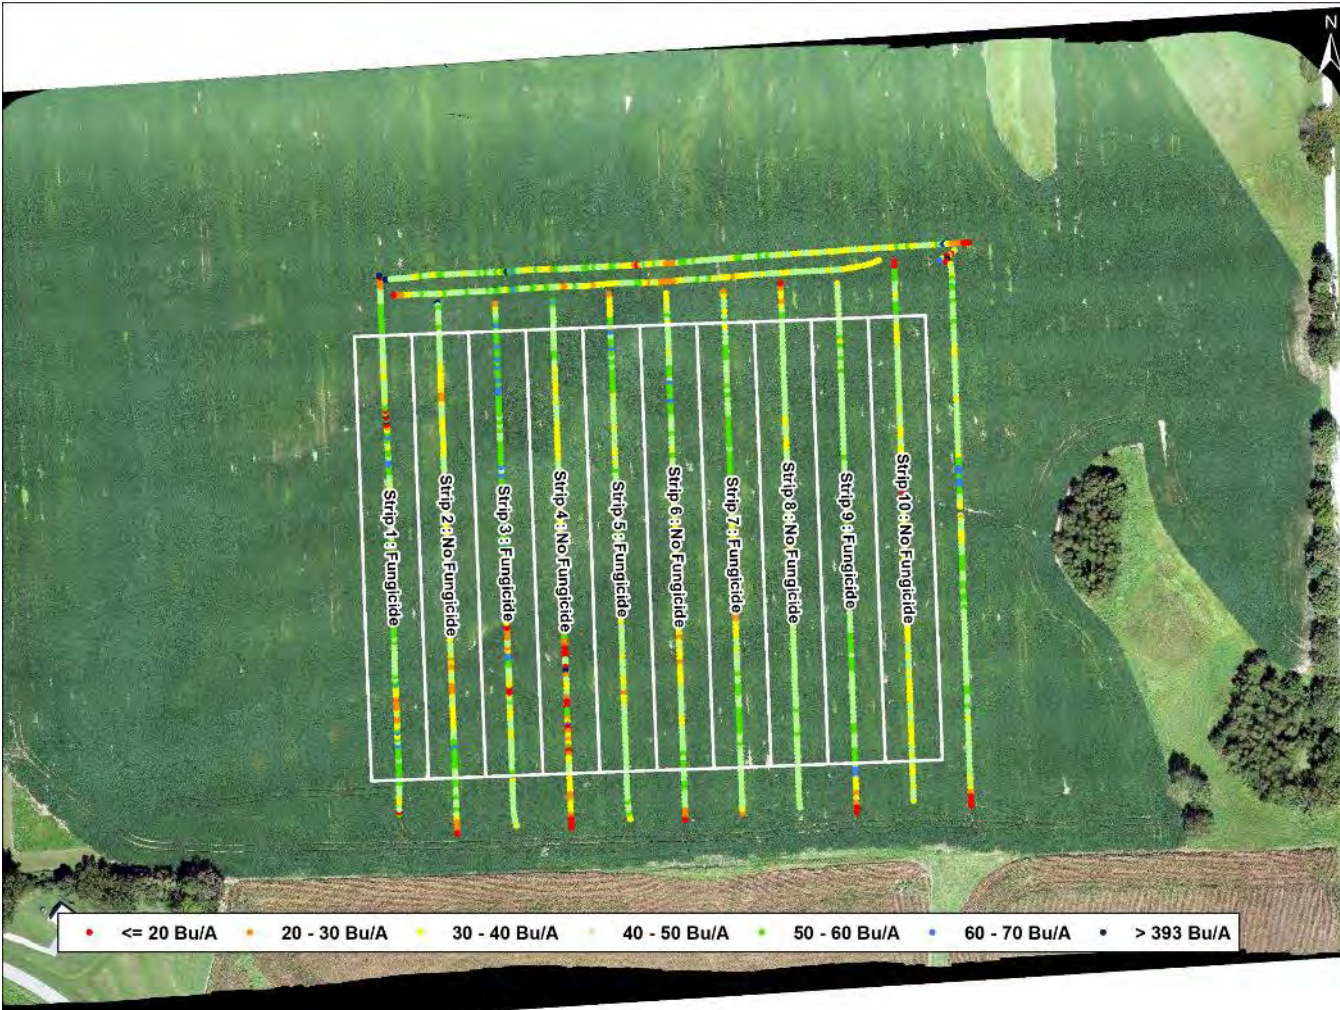 N
Strip 1 : Fungicide
Strip 2 : No Fungicide
Strip 3 : Fungicide
Strip 4 : No Fungicide
Strip 5 : Fungicide
Strip 6 : No Fungicide
Strip 7 : Fungicide
Strip 8 : No Fungicide
Strip 9 : Fungicide
Strip 10 : No Fungicide
<= 20 Bu/A 20 - 30 Bu/A 30 - 40 Bu/A 40 - 50 Bu/A 50 - 60 Bu/A 60 - 70 Bu/A > 393 Bu/A